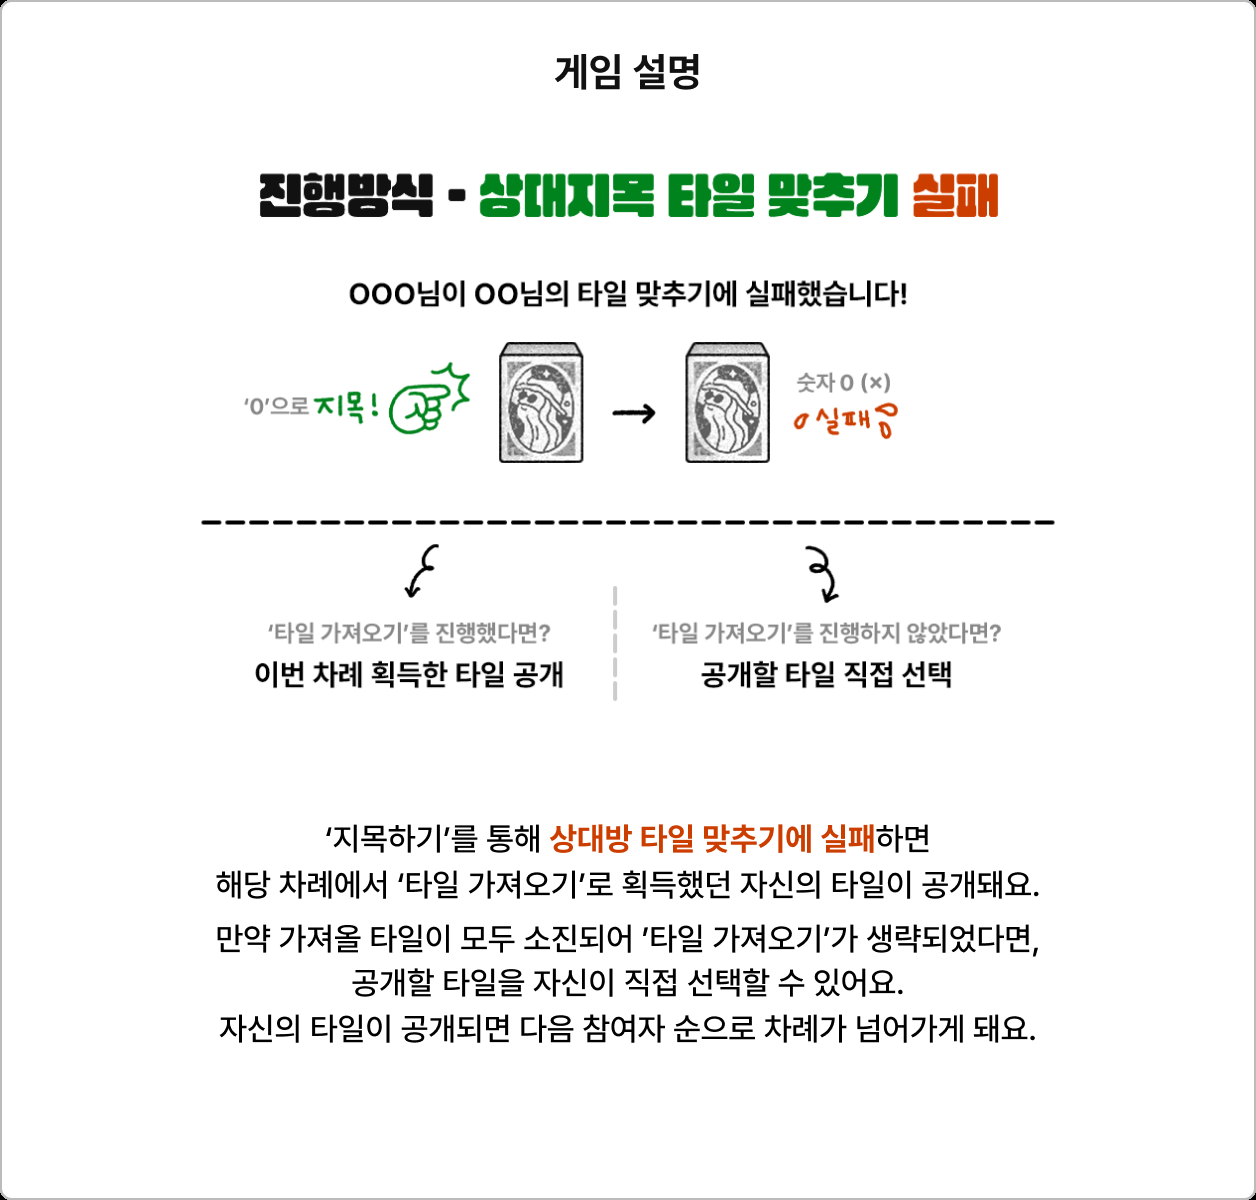 게임 설명
진행방식 - 상대지목 타일 맞추기 실패
OOO님이 OO님의 타일 맞추기에 실패했습니다!
‘0’으로 지목!
숫자 0 (×)
실패
‘타일 가져오기’를 진행했다면?
이번 차례 획득한 타일 공개
‘타일 가져오기’를 진행하지 않았다면?
공개할 타일 직접 선택
‘지목하기’를 통해 상대방 타일 맞추기에 실패하면
해당 차례에서 ‘타일 가져오기’로 획득했던 자신의 타일이 공개돼요.
만약 가져올 타일이 모두 소진되어 ’타일 가져오기’가 생략되었다면,
공개할 타일을 자신이 직접 선택할 수 있어요.
자신의 타일이 공개되면 다음 참여자 순으로 차례가 넘어가게 돼요.